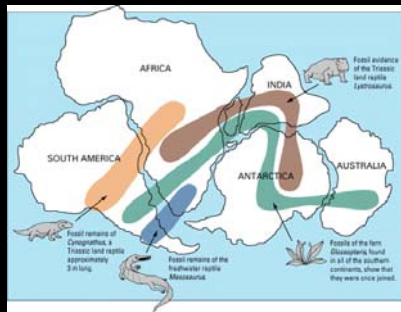 Fossil evidence
of the Triassic
land reptile
Lystrosaurus.
AFRICA
INDIA
SOUTH AMERICA
ANTARCTICA
AUSTRALIA
Fossil remains of
Cynognathus, a
Triassic land reptile
approximately
3 m long.
Fossil remains of the
freshwater reptile
Mesosaurus.
Fossils of the fern
Glossopteris, found
in all of the southern
continents, show that
they were once joined.